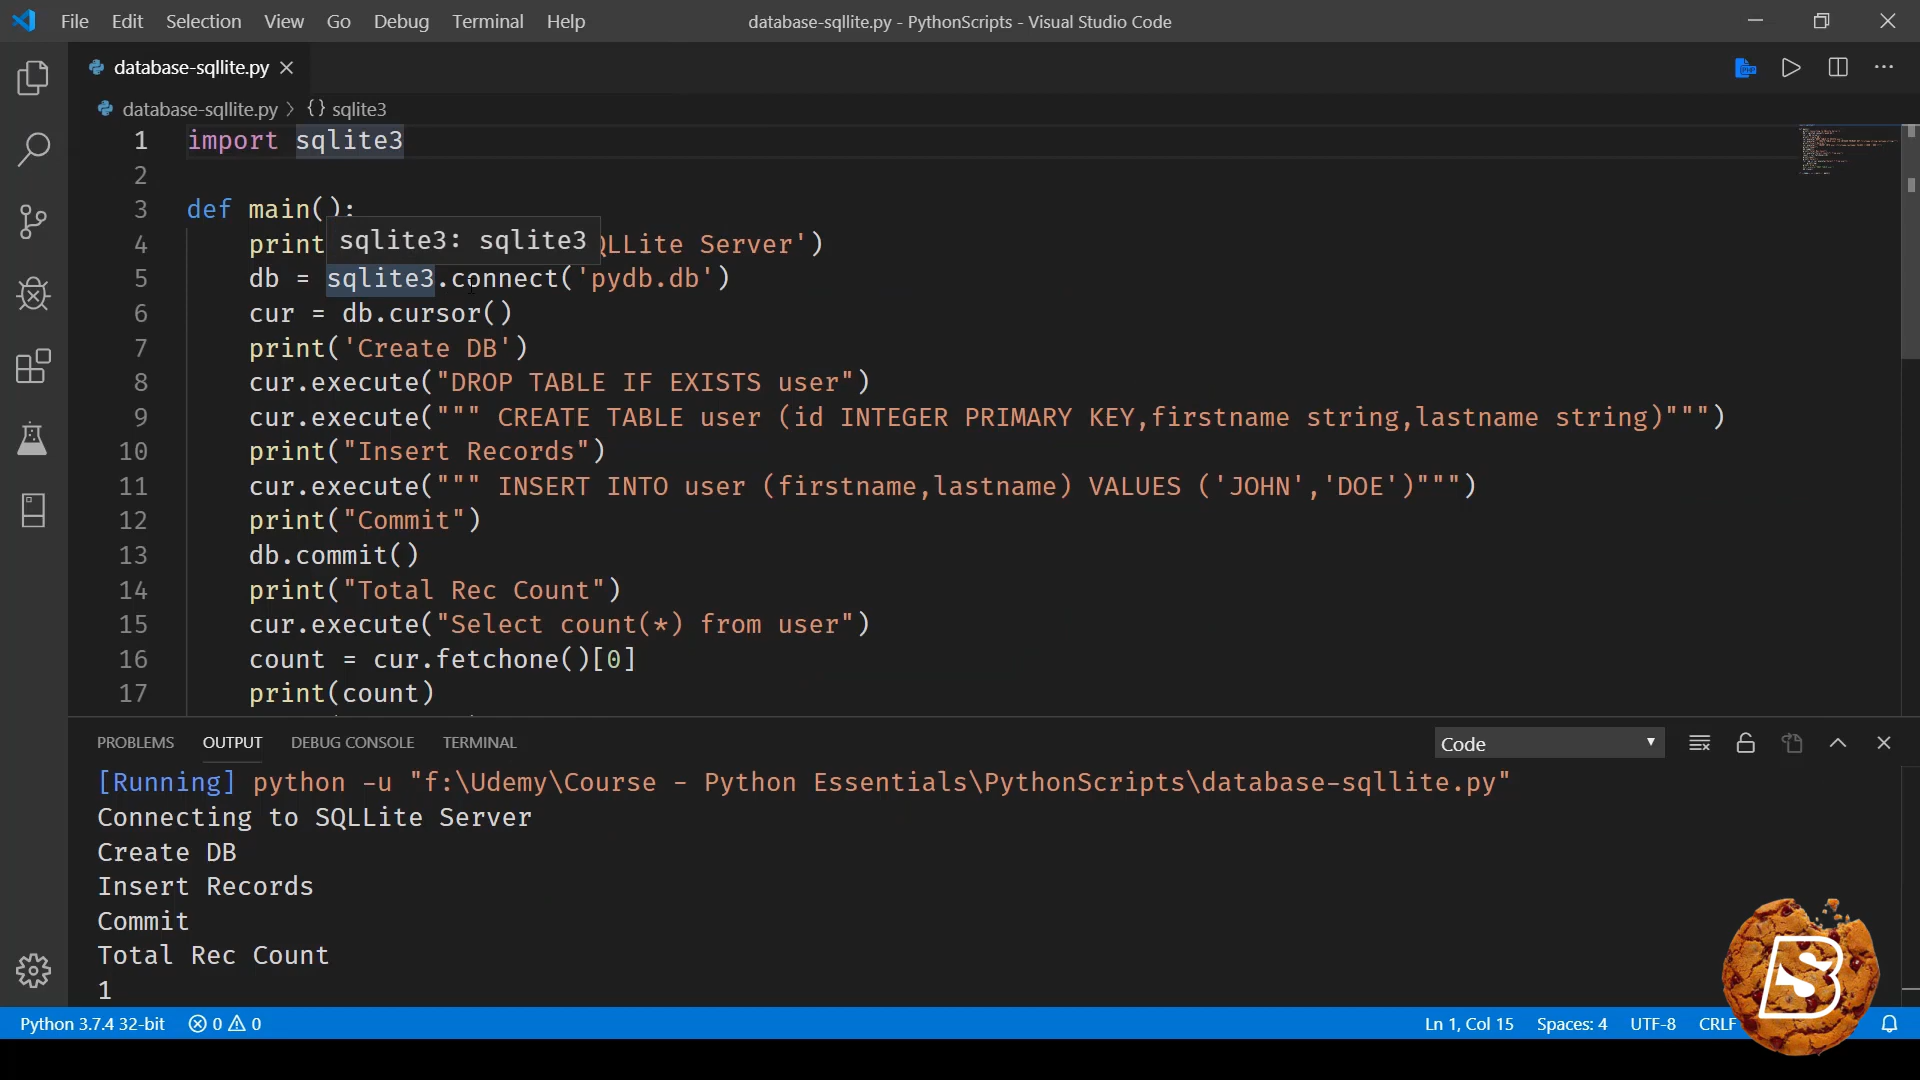 File Edit Selection View Go Debug Terminal Help database-sqllite.py - PythonScripts - Visual Studio Code
database-sqllite.py
database-sqllite.py > {} sqlite3
1 import sqlite3
2
3 def main():
sqlite3: sqlite3
4 print QLLite Server')
5 db = sqlite3.connect('pydb.db')
6 cur = db.cursor()
7 print('Create DB')
8 cur.execute("DROP TABLE IF EXISTS user")
9 cur.execute(""" CREATE TABLE user (id INTEGER PRIMARY KEY,firstname string,lastname string)""")
10 print("Insert Records")
11 cur.execute(""" INSERT INTO user (firstname,lastname) VALUES ('JOHN','DOE')""")
12 print("Commit")
13 db.commit()
14 print("Total Rec Count")
15 cur.execute("Select count(*) from user")
16 count = cur.fetchone()[0]
17 print(count)
PROBLEMS OUTPUT DEBUG CONSOLE TERMINAL Code
[Running] python -u "f:\Udemy\Course - Python Essentials\PythonScripts\database-sqllite.py"
Connecting to SQLLite Server
Create DB
Insert Records
Commit
Total Rec Count
1
Python 3.7.4 32-bit 0 0 Ln 1, Col 15 Spaces: 4 UTF-8 CRLF